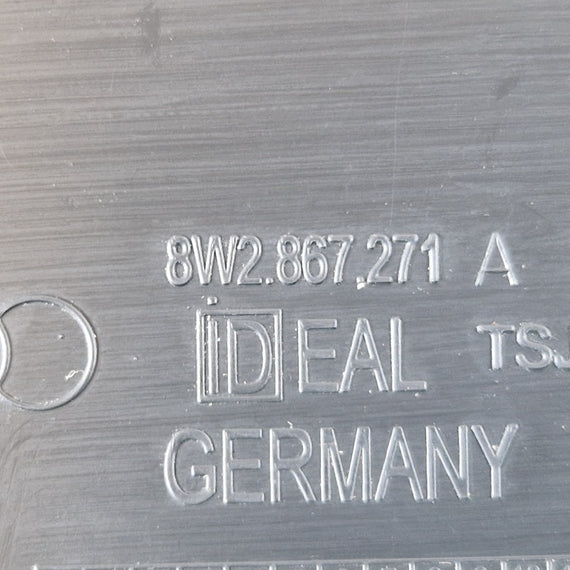 8W2.867.271 A
IDEAL TSJ
GERMANY